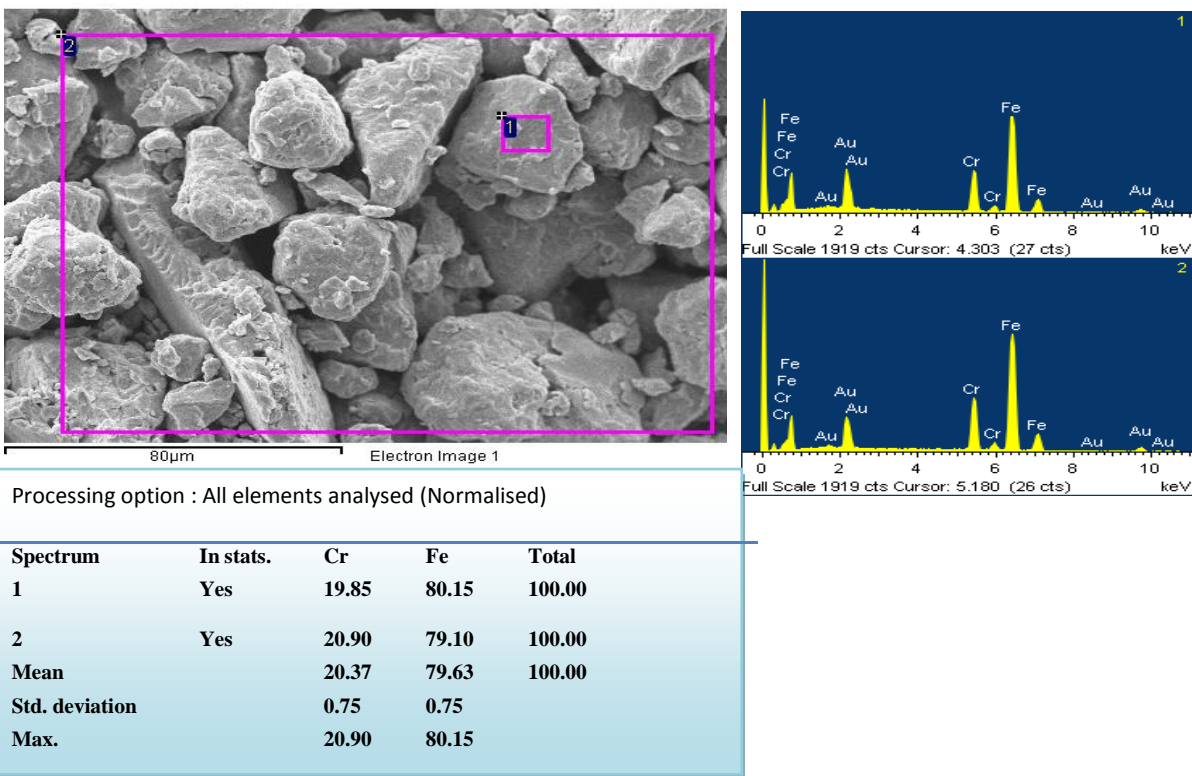 2
1
80µm
Electron Image 1
1
Fe
Fe
Fe
Cr
Cr
Au
Au
Au
Cr
Cr
Fe
Au
Au
Au
0 2 4 6 8 10
Full Scale 1919 cts Cursor: 4.303 (27 cts) keV
2
Fe
Fe
Fe
Cr
Cr
Au
Au
Au
Cr
Cr
Fe
Au
Au
Au
0 2 4 6 8 10
Full Scale 1919 cts Cursor: 5.180 (26 cts) keV
Processing option : All elements analysed (Normalised)
Spectrum In stats. Cr Fe Total
1 Yes 19.85 80.15 100.00
2 Yes 20.90 79.10 100.00
Mean 20.37 79.63 100.00
Std. deviation 0.75 0.75
Max. 20.90 80.15